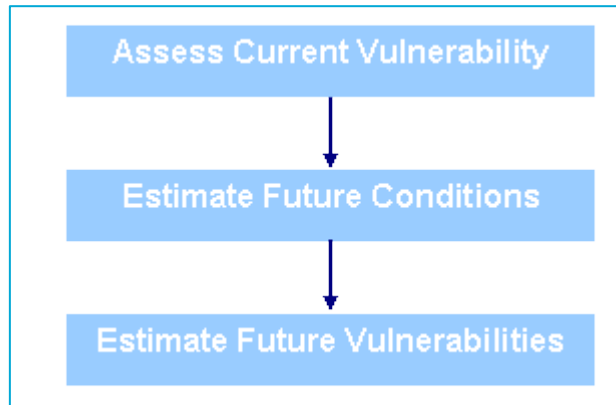 Assess Current Vulnerability
Estimate Future Conditions
Estimate Future Vulnerabilities